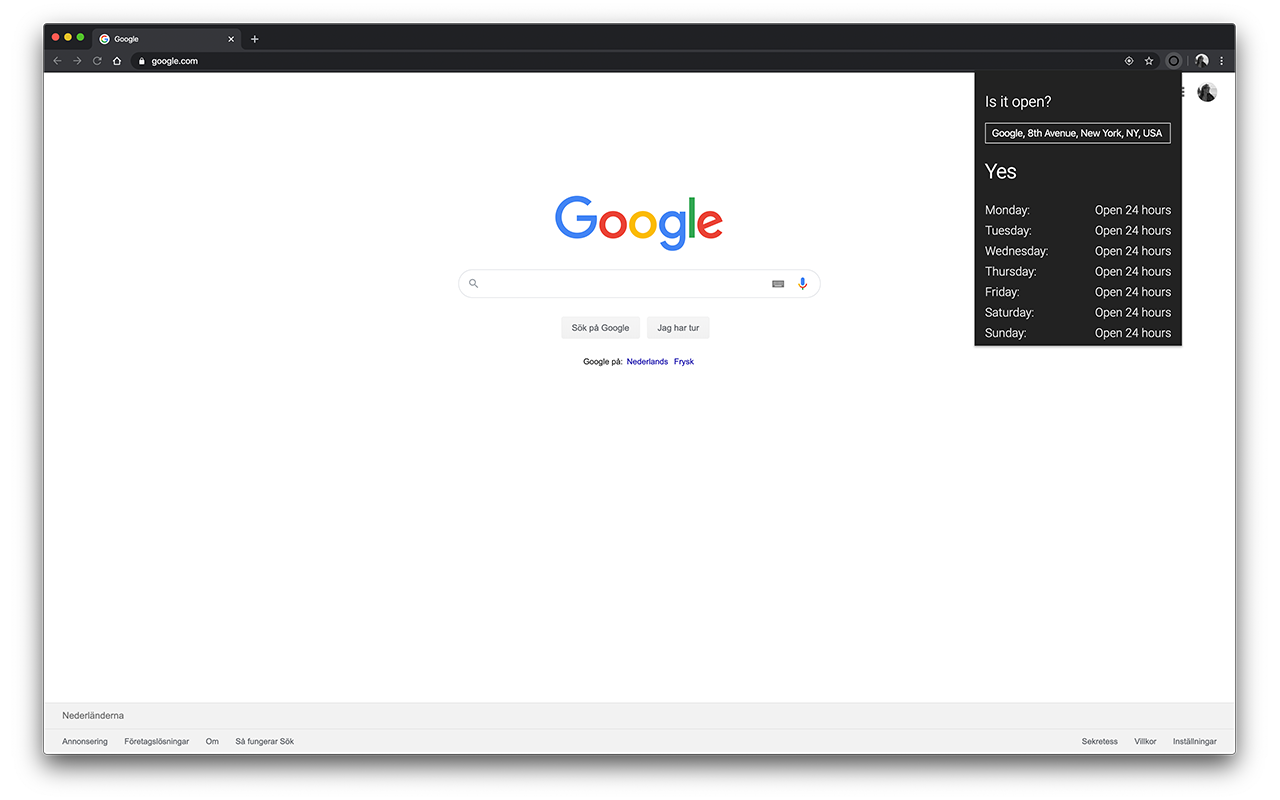 Google
google.com
Is it open?
Google, 8th Avenue, New York, NY, USA
Yes
Monday: Open 24 hours
Tuesday: Open 24 hours
Wednesday: Open 24 hours
Thursday: Open 24 hours
Friday: Open 24 hours
Saturday: Open 24 hours
Sunday: Open 24 hours
Google
Sök på Google Jag har tur
Google på: Nederlands Frysk
Nederländerna
Annonsering Företagslösningar Om Så fungerar Sök Sekretess Villkor Inställningar